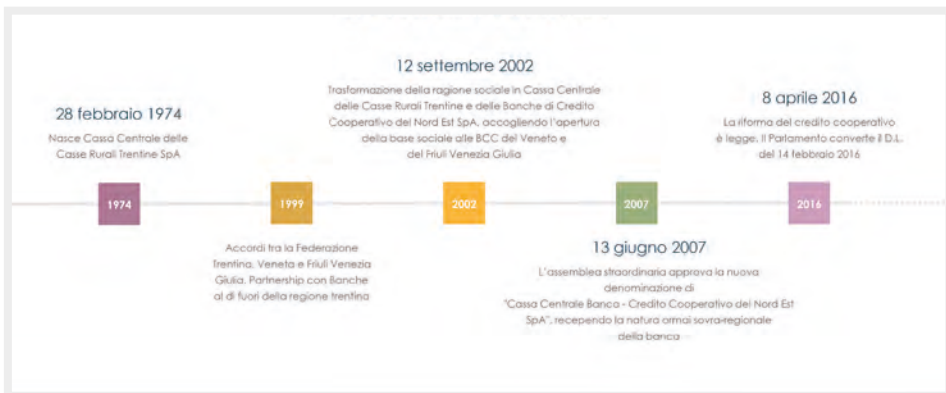 28 febbraio 1974
Nasce Cassa Centrale delle
Casse Rurali Trentine SpA
12 settembre 2002
Trasformazione della ragione sociale in Cassa Centrale
delle Casse Rurali Trentine e delle Banche di Credito
Cooperativo del Nord Est SpA, accogliendo l'apertura
della base sociale alle BCC del Veneto e
del Friuli Venezia Giulia
8 aprile 2016
La riforma del credito cooperativo
è legge. Il Parlamento converte il D.L.
del 14 febbraio 2016
1974
1999
2002
2007
2016
Accordi tra la Federazione
Trentina, Veneta e Friuli Venezia
Giulia. Partnership con Banche
al di fuori della regione trentina
13 giugno 2007
L'assemblea straordinaria approva la nuova
denominazione di
"Cassa Centrale Banca - Credito Cooperativo del Nord Est
SpA", recependo la natura ormai sovra-regionale
della banca